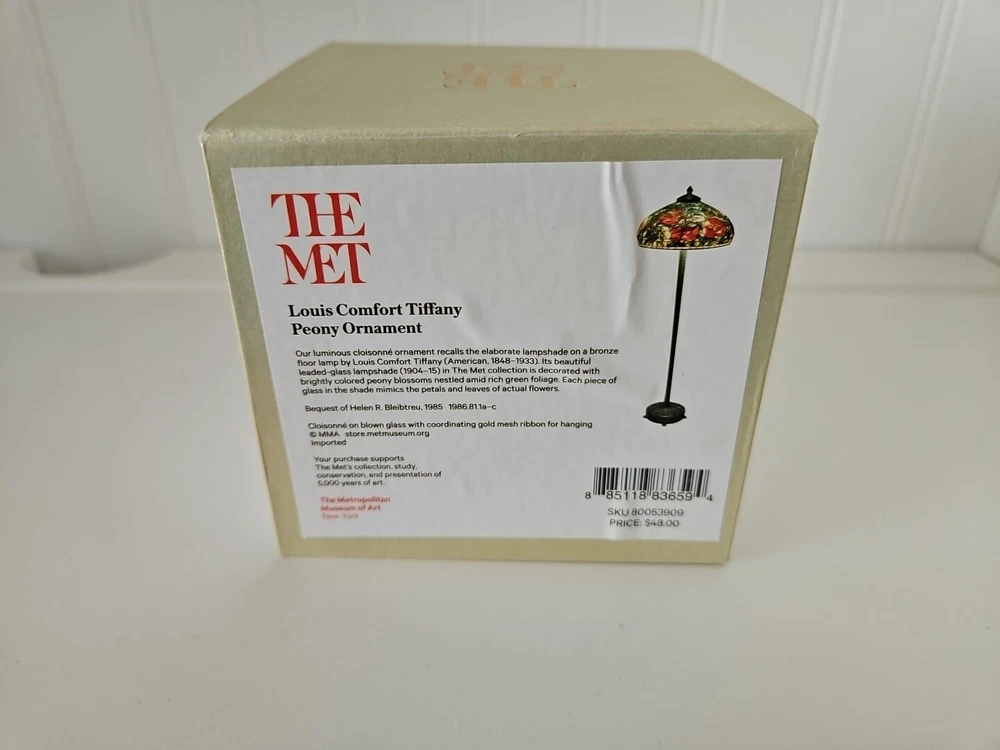 THE
MET
THE
MET
Louis Comfort Tiffany
Peony Ornament
Our luminous cloisonné ornament recalls the elaborate lampshade on a bronze
floor lamp by Louis Comfort Tiffany (American, 1848–1933). Its beautiful
leaded-glass lampshade (1904–15) in The Met collection is decorated with
brightly colored peony blossoms nestled amid rich green foliage. Each piece of
glass in the shade mimics the petals and leaves of actual flowers.
Bequest of Helen R. Bleibtreu, 1985 1986.81.1a–c
Cloisonné on blown glass with coordinating gold mesh ribbon for hanging
© MMA store.metmuseum.org
Imported
Your purchase supports
The Met's collection, study,
conservation, and presentation of
5,000 years of art.
The Metropolitan
Museum of Art
New York
8 85118 83659 4
SKU 80053909
PRICE: $48.00